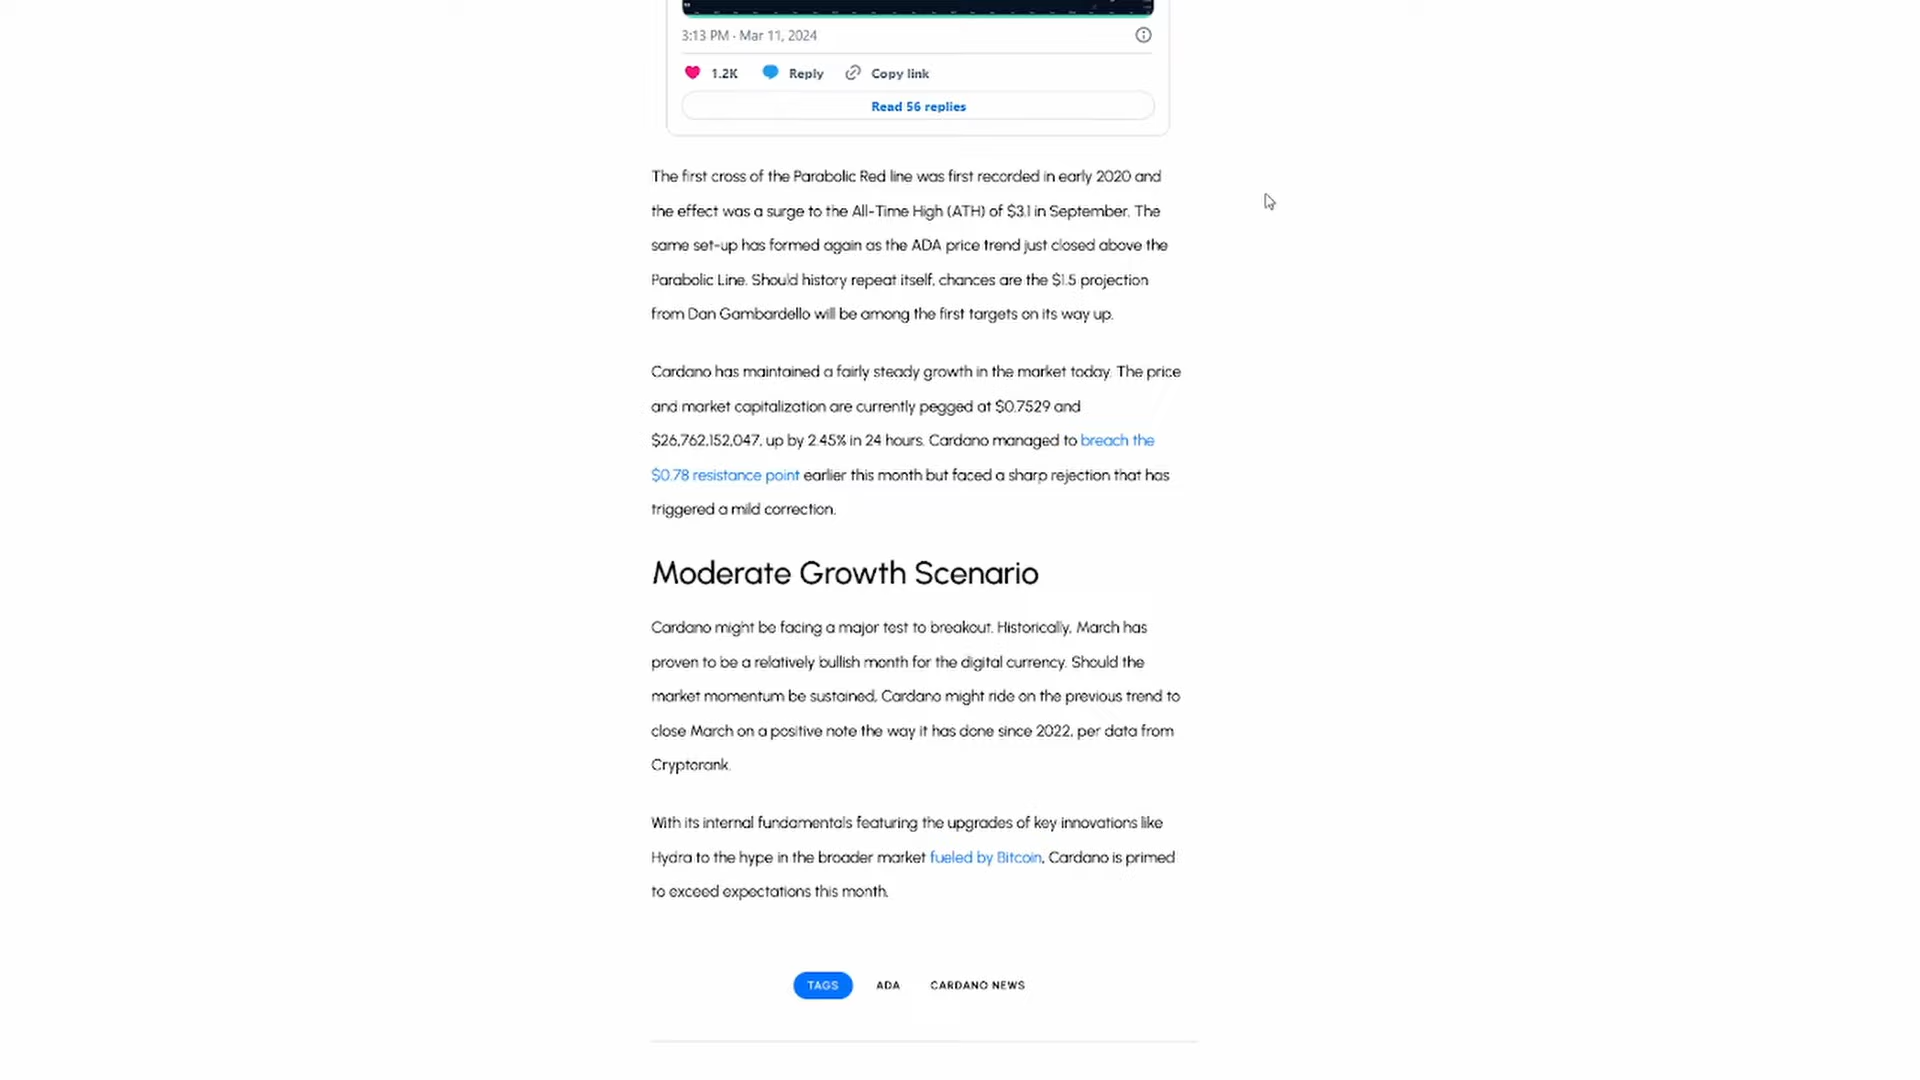 3:13 PM · Mar 11, 2024
1.2K Reply Copy link
Read 56 replies
The first cross of the Parabolic Red line was first recorded in early 2020 and
the effect was a surge to the All-Time High (ATH) of $3.1 in September. The
same set-up has formed again as the ADA price trend just closed above the
Parabolic Line. Should history repeat itself, chances are the $1.5 projection
from Dan Gambardello will be among the first targets on its way up.
Cardano has maintained a fairly steady growth in the market today. The price
and market capitalization are currently pegged at $0.7529 and
$26,762,152,047, up by 2.45% in 24 hours. Cardano managed to breach the
$0.78 resistance point earlier this month but faced a sharp rejection that has
triggered a mild correction.
Moderate Growth Scenario
Cardano might be facing a major test to breakout. Historically, March has
proven to be a relatively bullish month for the digital currency. Should the
market momentum be sustained, Cardano might ride on the previous trend to
close March on a positive note the way it has done since 2022, per data from
Cryptorank.
With its internal fundamentals featuring the upgrades of key innovations like
Hydra to the hype in the broader market fueled by Bitcoin, Cardano is primed
to exceed expectations this month.
TAGS ADA CARDANO NEWS